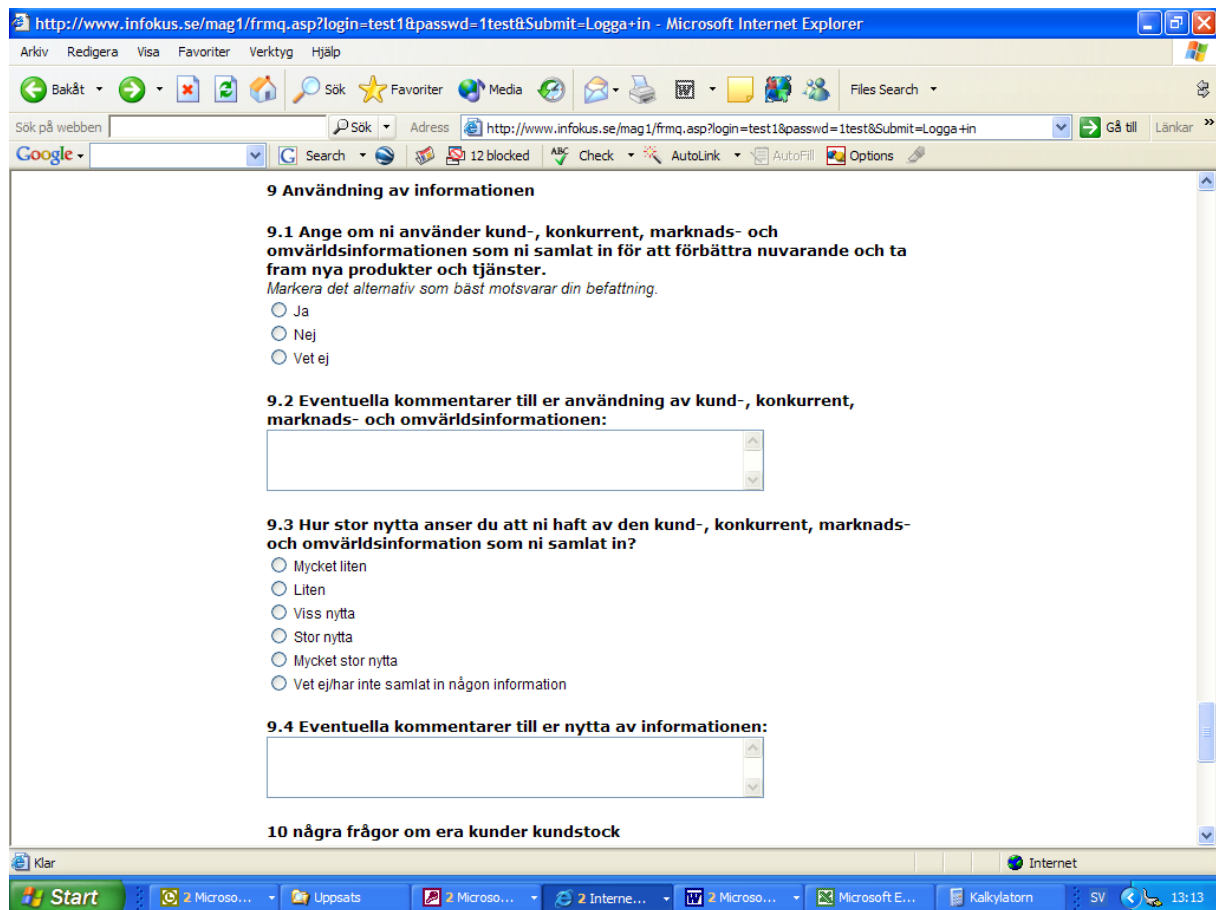 http://www.infokus.se/mag1/frmq.asp?login=test1&passwd=1test&Submit=Logga+in - Microsoft Internet Explorer
Arkiv Redigera Visa Favoriter Verktyg Hjälp
Bakåt Sök Favoriter Media Files Search
Sök på webben Sök Adress http://www.infokus.se/mag1/frmq.asp?login=test1&passwd=1test&Submit=Logga+in Gå till Länkar »
Google Search 12 blocked ABC Check AutoLink AutoFill Options
9 Användning av informationen
9.1 Ange om ni använder kund-, konkurrent, marknads- och
omvärldsinformationen som ni samlat in för att förbättra nuvarande och ta
fram nya produkter och tjänster.
Markera det alternativ som bäst motsvarar din befattning.
Ja
Nej
Vet ej
9.2 Eventuella kommentarer till er användning av kund-, konkurrent,
marknads- och omvärldsinformationen:
9.3 Hur stor nytta anser du att ni haft av den kund-, konkurrent, marknads-
och omvärldsinformation som ni samlat in?
Mycket liten
Liten
Viss nytta
Stor nytta
Mycket stor nytta
Vet ej/har inte samlat in någon information
9.4 Eventuella kommentarer till er nytta av informationen:
10 några frågor om era kunder kundstock
Klar Internet
Start 2 Microso... Uppsats 2 Microso... 2 Interne... 2 Microso... Microsoft E... Kalkylatorn SV 13:13